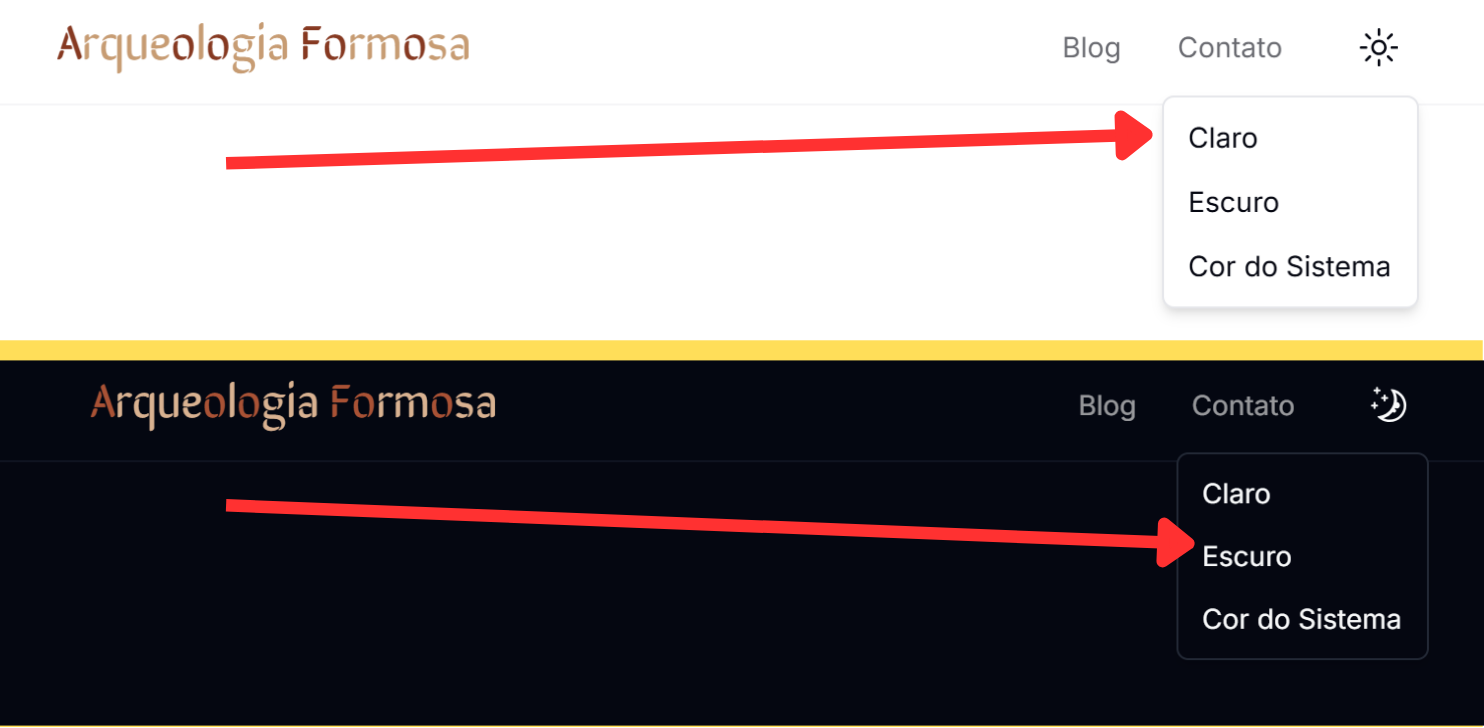 Arqueologia Formosa Blog Contato
Claro
Escuro
Cor do Sistema
Arqueologia Formosa Blog Contato
Claro
Escuro
Cor do Sistema